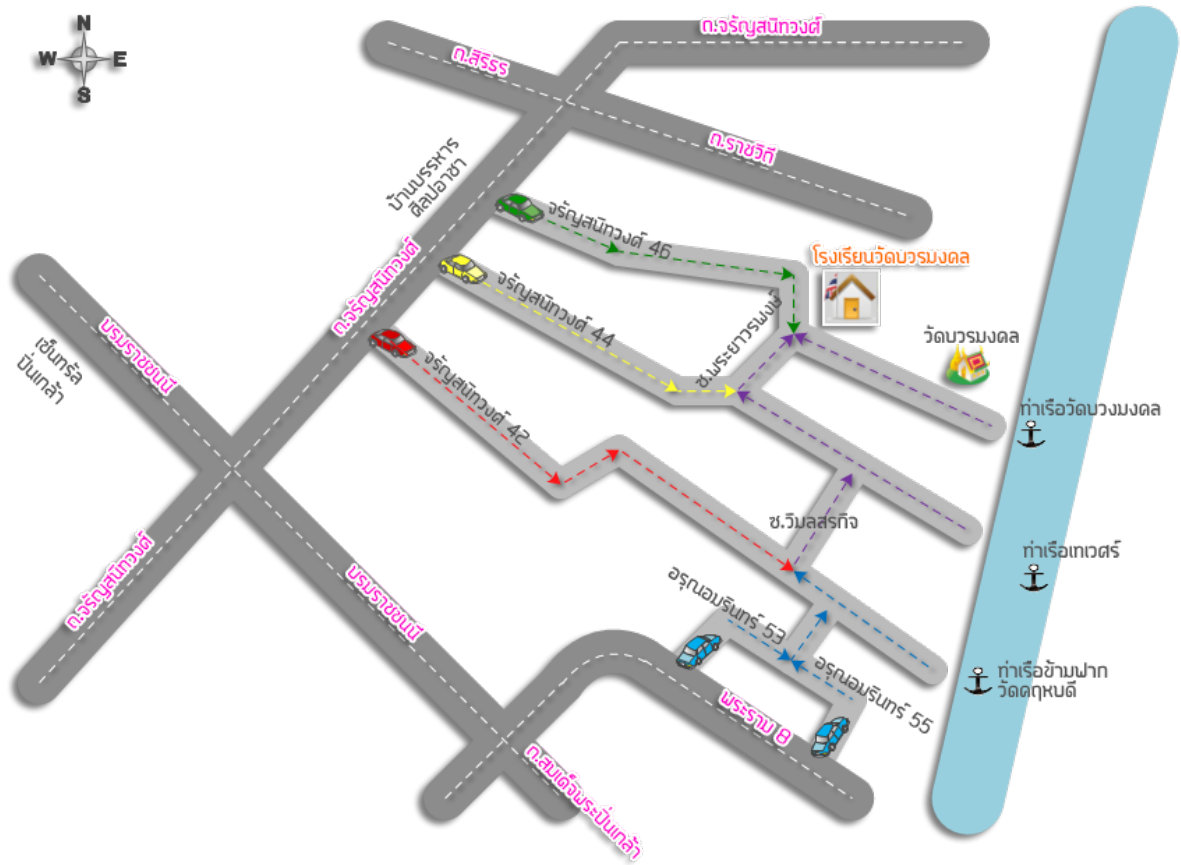 N
W E
S
ถ.จรัญสนิทวงศ์
ถ.สิรินธร
ถ.ราชวิถี
บ้านบรรหาร
ศิลปอาชา
จรัญสนิทวงศ์ 46
โรงเรียนวัดบวรมงคล
ถ.จรัญสนิทวงศ์
จรัญสนิทวงศ์ 44
ซ.พระยาวรพงษ์
วัดบวรมงคล
บรมราชชนนี
เซ็นทรัล
ปิ่นเกล้า
จรัญสนิทวงศ์ 42
ท่าเรือวัดบวงมงคล
ซ.วิมลสรกิจ
ท่าเรือเทเวศร์
ถ.จรัญสนิทวงศ์
บรมราชชนนี
อรุณอมรินทร์ 53
อรุณอมรินทร์ 55
ท่าเรือข้ามฟาก
วัดคฤหบดี
พระราม 8
ถ.สมเด็จพระปิ่นเกล้า